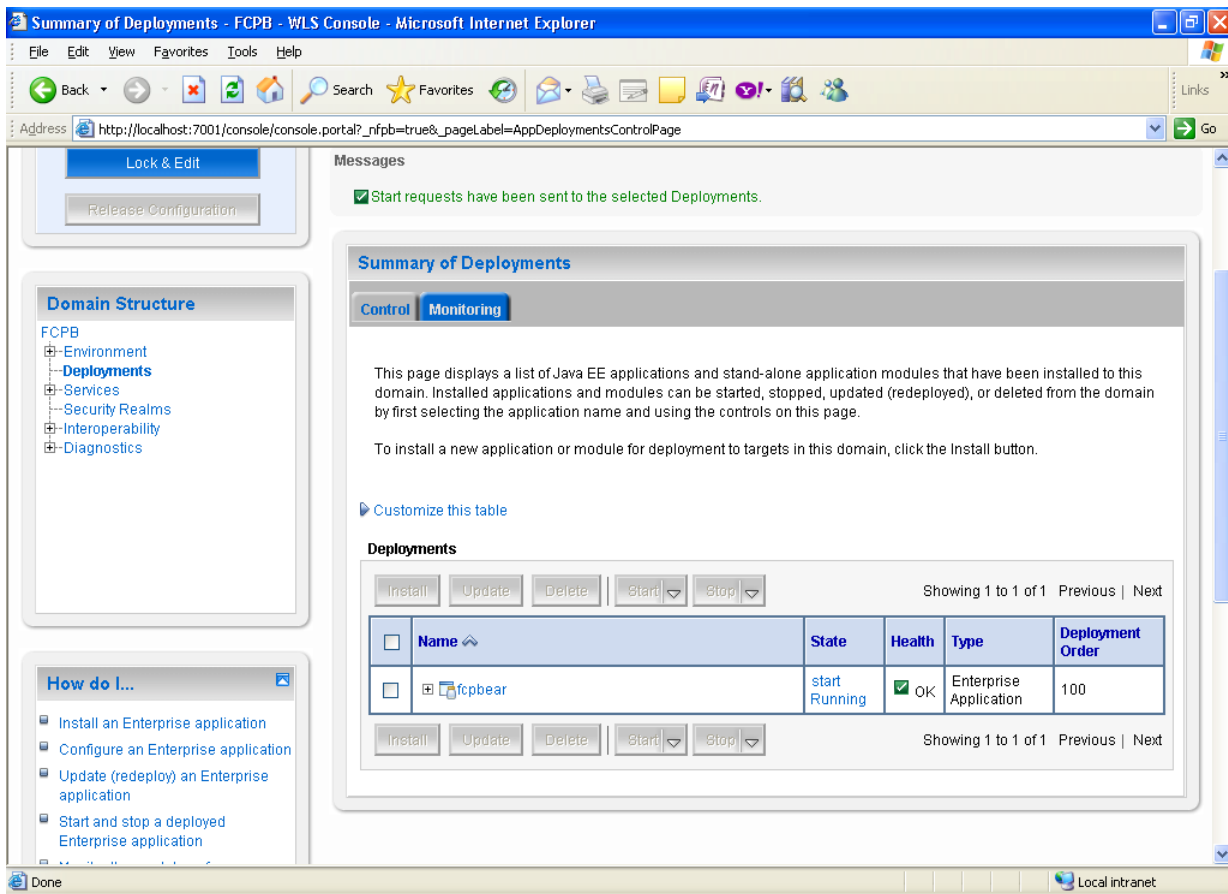 Summary of Deployments - FCPB - WLS Console - Microsoft Internet Explorer
File Edit View Favorites Tools Help
Back Search Favorites Links
Address http://localhost:7001/console/console.portal?_nfpb=true&_pageLabel=AppDeploymentsControlPage Go
Lock & Edit
Release Configuration
Messages
Start requests have been sent to the selected Deployments.
Domain Structure
FCPB
Environment
Deployments
Services
Security Realms
Interoperability
Diagnostics
How do I...
Install an Enterprise application
Configure an Enterprise application
Update (redeploy) an Enterprise
application
Start and stop a deployed
Enterprise application
Summary of Deployments
Control Monitoring
This page displays a list of Java EE applications and stand-alone application modules that have been installed to this
domain. Installed applications and modules can be started, stopped, updated (redeployed), or deleted from the domain
by first selecting the application name and using the controls on this page.
To install a new application or module for deployment to targets in this domain, click the Install button.
Customize this table
Deployments
Install Update Delete Start Stop Showing 1 to 1 of 1 Previous | Next
Name State Health Type Deployment
Order
fcpbear start
Running OK Enterprise
Application 100
Install Update Delete Start Stop Showing 1 to 1 of 1 Previous | Next
Done Local intranet